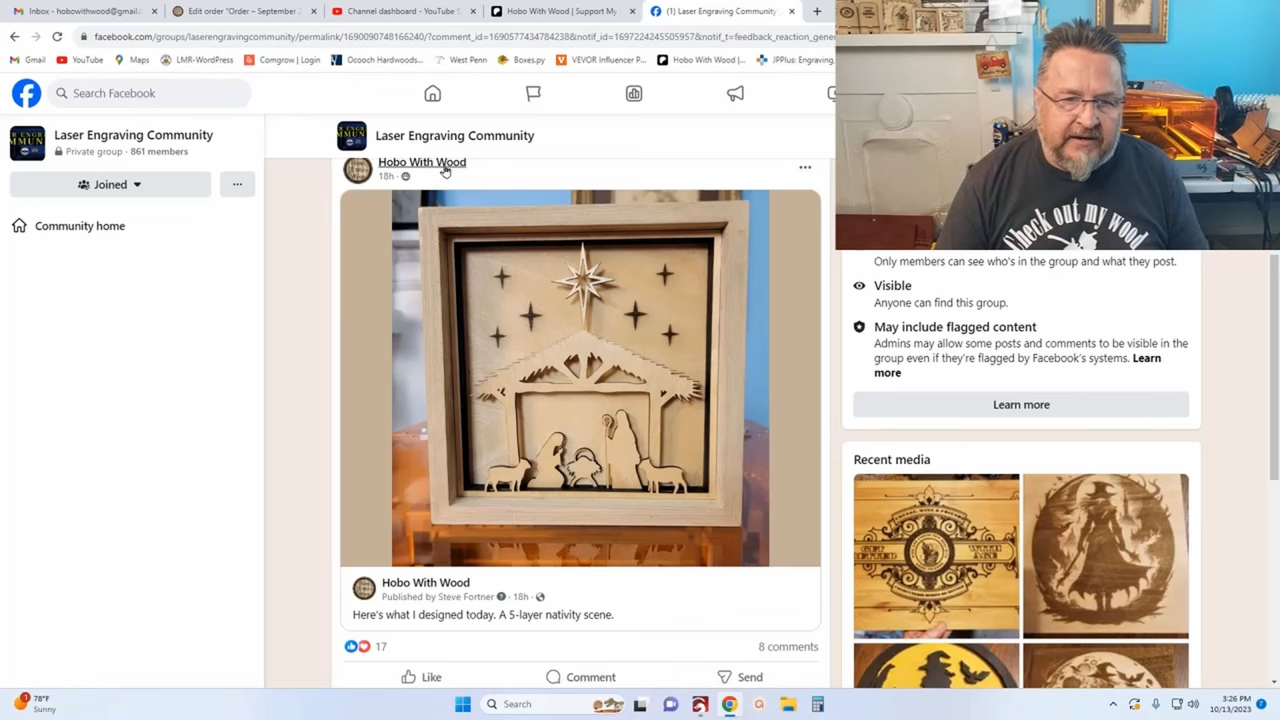 Inbox - hobowithwood@gmail.
Edit order "Order – September
Channel dashboard - YouTube
Hobo With Wood | Support My
(1) Laser Engraving Community
facebook.com/groups/laserengravingcommunity/permalink/1690090748166240/?comment_id=1690577434784238&notif_id=1697224245505957&notif_t=feedback_reaction_gene
Gmail
YouTube
Maps
LMR-WordPress
Comgrow | Login
Ocooch Hardwoods...
West Penn
Boxes.py
VEVOR Influencer P...
Hobo With Wood |...
JPPlus: Engraving,
Search Facebook
Laser Engraving Community
Private group · 861 members
Joined
Community home
Laser Engraving Community
Hobo With Wood
18h ·
Check out my wood
Only members can see who's in the group and what they post.
Visible
Anyone can find this group.
May include flagged content
Admins may allow some posts and comments to be visible in the
group even if they're flagged by Facebook's systems. Learn
more
Learn more
Recent media
Hobo With Wood
Published by Steve Fortner · 18h ·
Here's what I designed today. A 5-layer nativity scene.
17
8 comments
Like
Comment
Send
GET
BETTER
WITH
AGE
78°F
Sunny
Search
3:26 PM
10/13/2023